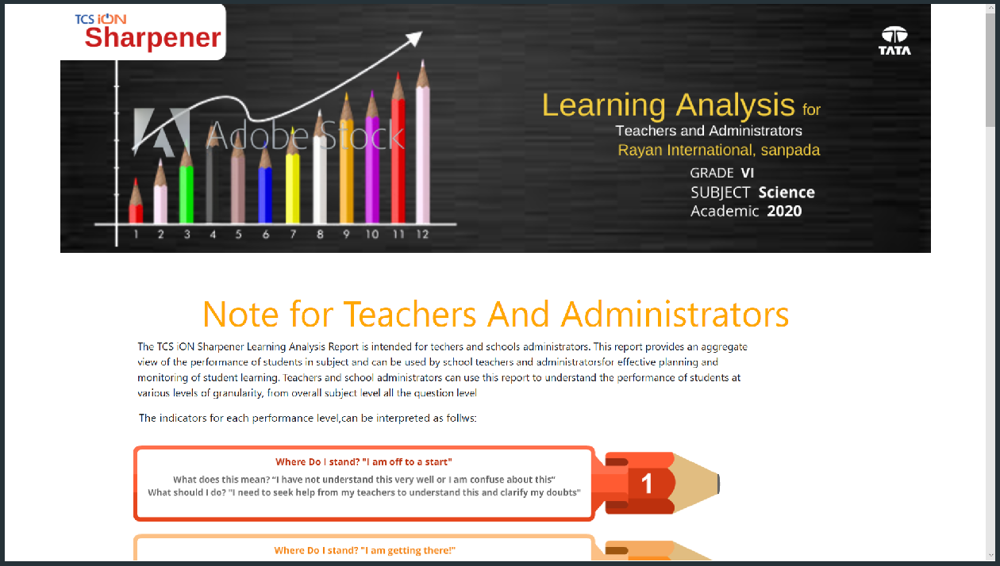 TCS iON
Sharpener
TATA
Adobe Stock
Learning Analysis for
Teachers and Administrators
Rayan International, sanpada
GRADE VI
SUBJECT Science
Academic 2020
1 2 3 4 5 6 7 8 9 10 11 12
Note for Teachers And Administrators
The TCS iON Sharpener Learning Analysis Report is intended for techers and schools administrators. This report provides an aggregate
view of the performance of students in subject and can be used by school teachers and administratorsfor effective planning and
monitoring of student learning. Teachers and school administrators can use this report to understand the performance of students at
various levels of granularity, from overall subject level all the question level
The indicators for each performance level,can be interpreted as follws:
Where Do I stand? "I am off to a start"
What does this mean? “I have not understand this very well or I am confuse about this”
What should I do? "I need to seek help from my teachers to understand this and clarify my doubts"
1
Where Do I stand? "I am getting there!"